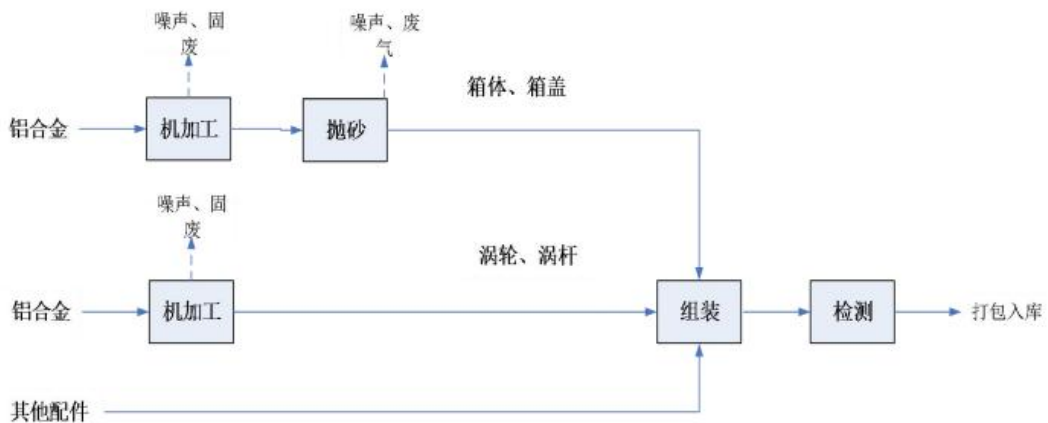 噪声、固
废
噪声、废
气
箱体、箱盖
铝合金
机加工
抛砂
噪声、固
废
涡轮、涡杆
铝合金
机加工
组装
检测
打包入库
其他配件